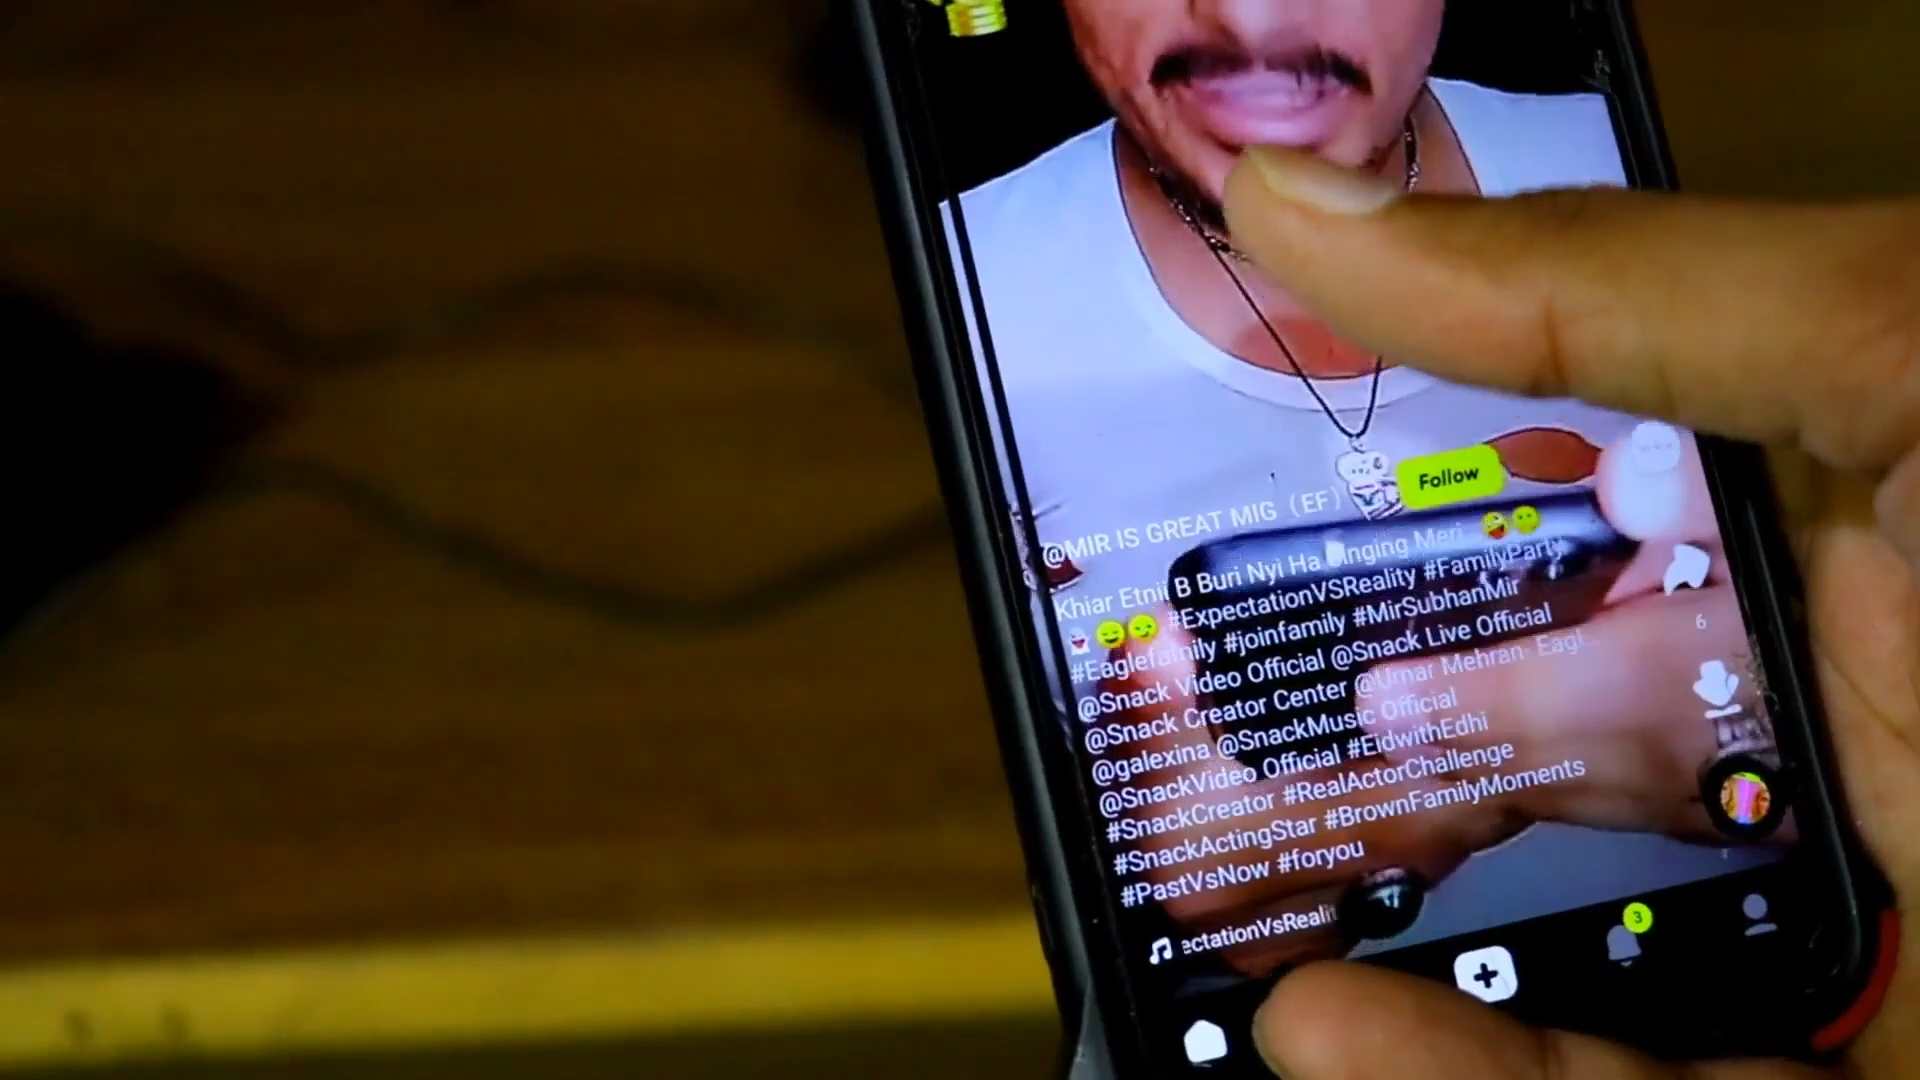 Follow
@MIR IS GREAT MIG (EF)
Khiar Etnii B Buri Nyi Ha Singing Meri...
#ExpectationVSReality #FamilyParty
#Eaglefamily #joinfamily #MirSubhanMir
@Snack Video Official @Snack Live Official
@Snack Creator Center @Umar Mehran- Eagl...
@galexina @SnackMusic Official
@SnackVideo Official #EidwithEdhi
#SnackCreator #RealActorChallenge
#SnackActingStar #BrownFamilyMoments
#PastVsNow #foryou
ectationVsRealit
6
3